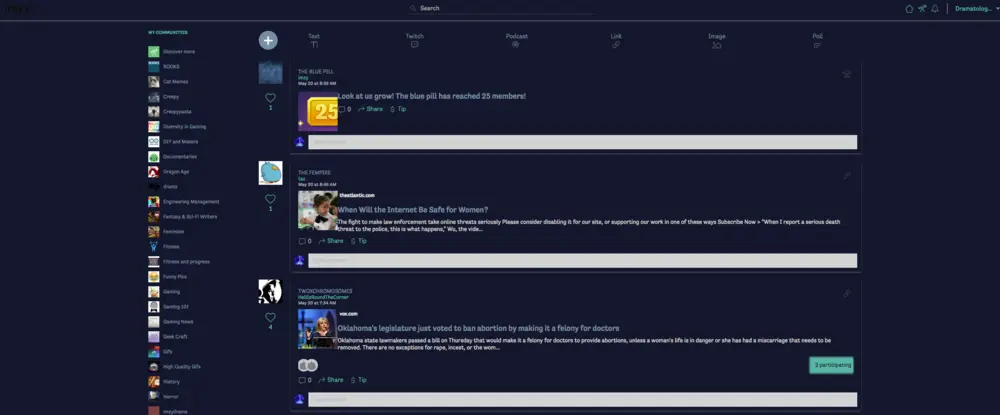 Search
Dramatolog...
MY COMMUNITIES
Discover more
BOOKS
Cat Memes
Creepy
Creepypasta
Diversity in Gaming
DIY and Makers
Documentaries
Dragon Age
drama
Engineering Management
Fantasy & Sci-Fi Writers
Feminism
Fitness
Fitness and progress
Funny Pics
Gaming
Gaming 101
Gaming News
Geek Craft
Gifs
High Quality Gifs
History
Horror
imzydrama
Text
Twitch
Podcast
Link
Image
Poll
1
THE BLUE PILL
imzy
May 20 at 8:59 AM
25
Look at us grow! The blue pill has reached 25 members!
0 Share Tip
1
THE FEMPIRE
May 20 at 8:46 AM
theatlantic.com
When Will the Internet Be Safe for Women?
The fight to make law enforcement take online threats seriously Please consider disabling it for our site, or supporting our work in one of these ways Subscribe Now > "When I report a serious death
threat to the police, this is what happens," Wu, the vide...
0 Share Tip
4
TWOXCHROMOSOMES
HellsRoundTheCorner
May 20 at 7:34 AM
vox.com
Oklahoma's legislature just voted to ban abortion by making it a felony for doctors
Oklahoma state lawmakers passed a bill on Thursday that would make it a felony for doctors to provide abortions, unless a woman's life is in danger or she has had a miscarriage that needs to be
removed. There are no exceptions for rape, incest, or the wom...
participating
0 Share Tip